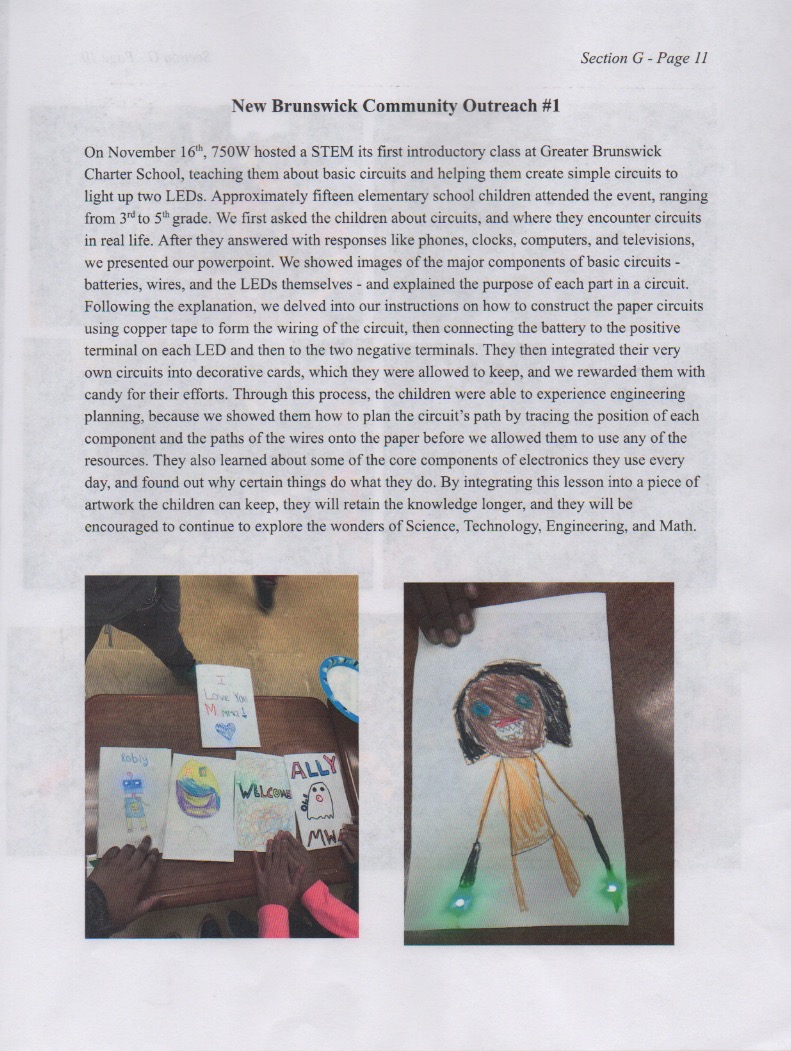 Section G - Page 11
New Brunswick Community Outreach #1
On November 16th, 750W hosted a STEM its first introductory class at Greater Brunswick
Charter School, teaching them about basic circuits and helping them create simple circuits to
light up two LEDs. Approximately fifteen elementary school children attended the event, ranging
from 3rd to 5th grade. We first asked the children about circuits, and where they encounter circuits
in real life. After they answered with responses like phones, clocks, computers, and televisions,
we presented our powerpoint. We showed images of the major components of basic circuits -
batteries, wires, and the LEDs themselves - and explained the purpose of each part in a circuit.
Following the explanation, we delved into our instructions on how to construct the paper circuits
using copper tape to form the wiring of the circuit, then connecting the battery to the positive
terminal on each LED and then to the two negative terminals. They then integrated their very
own circuits into decorative cards, which they were allowed to keep, and we rewarded them with
candy for their efforts. Through this process, the children were able to experience engineering
planning, because we showed them how to plan the circuit's path by tracing the position of each
component and the paths of the wires onto the paper before we allowed them to use any of the
resources. They also learned about some of the core components of electronics they use every
day, and found out why certain things do what they do. By integrating this lesson into a piece of
artwork the children can keep, they will retain the knowledge longer, and they will be
encouraged to continue to explore the wonders of Science, Technology, Engineering, and Math.
I
Love You
Robiy
WELCOME
ALLY
MW